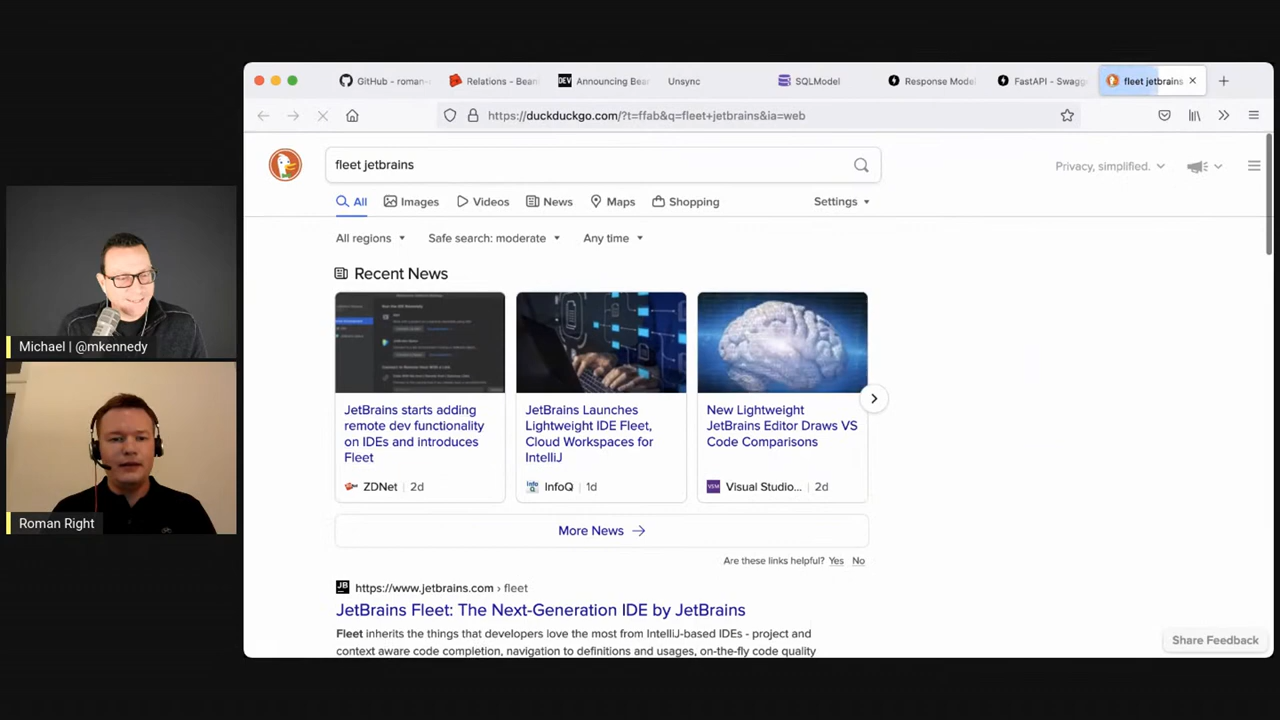 GitHub - roman-
Relations - Bean
DEV
Announcing Bea
Unsync
SQLModel
Response Mode
FastAPI - Swagg
fleet jetbrains
https://duckduckgo.com/?t=ffab&q=fleet+jetbrains&ia=web
fleet jetbrains
Privacy, simplified.
All
Images
Videos
News
Maps
Shopping
Settings
All regions
Safe search: moderate
Any time
Recent News
JetBrains starts adding
remote dev functionality
on IDEs and introduces
Fleet
ZDNet
2d
JetBrains Launches
Lightweight IDE Fleet,
Cloud Workspaces for
IntelliJ
InfoQ
1d
New Lightweight
JetBrains Editor Draws VS
Code Comparisons
VSM
Visual Studio...
2d
More News
Are these links helpful? Yes No
JB
https://www.jetbrains.com › fleet
JetBrains Fleet: The Next-Generation IDE by JetBrains
Fleet inherits the things that developers love the most from IntelliJ-based IDEs - project and
context aware code completion, navigation to definitions and usages, on-the-fly code quality
Share Feedback
Michael | @mkennedy
Roman Right